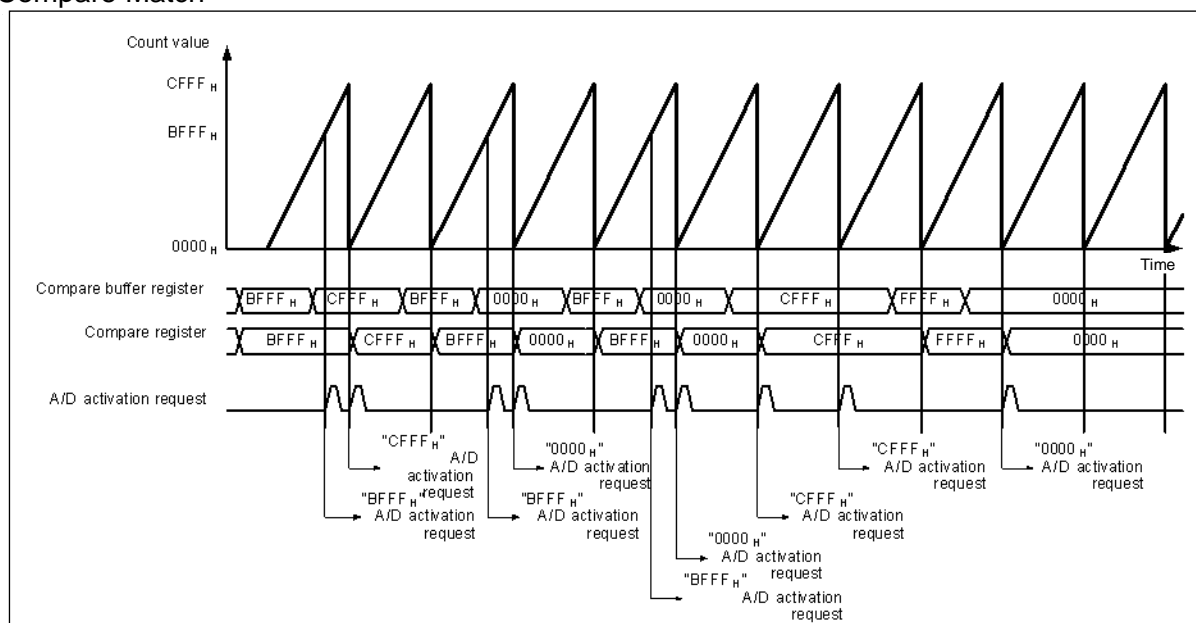 Compare Match
Count value
CFFF H
BFFF H
0000 H
Time
Compare buffer register
BFFF H
CFFF H
BFFF H
0000 H
BFFF H
0000 H
CFFF H
FFFF H
0000 H
Compare register
BFFF H
CFFF H
BFFF H
0000 H
BFFF H
0000 H
CFFF H
FFFF H
0000 H
A/D activation request
"CFFF H"
A/D
activation
request
"BFFF H"
A/D activation
request
"0000 H"
A/D activation
request
"BFFF H"
A/D activation
request
"CFFF H"
A/D activation
request
"0000 H"
A/D activation
request
"CFFF H"
A/D activation
request
"0000 H"
A/D activation
request
"BFFF H"
A/D activation
request